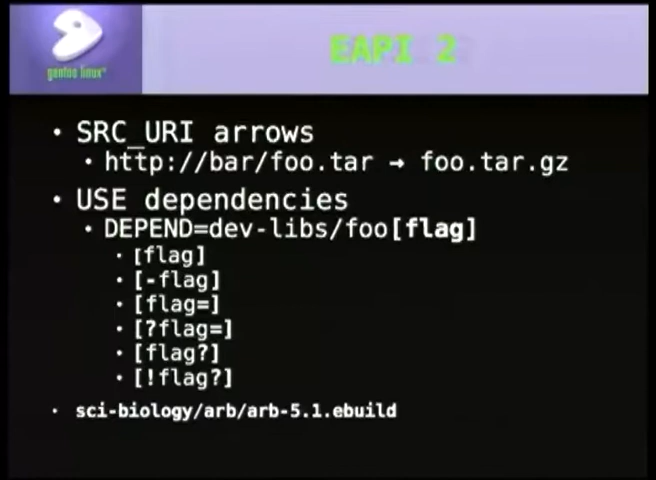 gentoo linux™
EAPI 2
• SRC_URI arrows
• http://bar/foo.tar → foo.tar.gz
• USE dependencies
• DEPEND=dev-libs/foo[flag]
• [flag]
• [-flag]
• [flag=]
• [?flag=]
• [flag?]
• [!flag?]
• sci-biology/arb/arb-5.1.ebuild